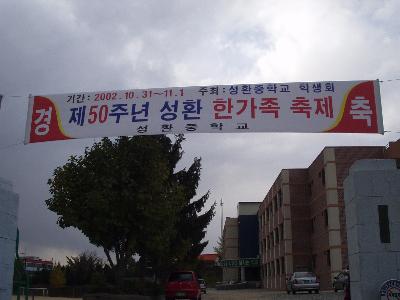 기간 : 2002. 10. 31~11.1 주최 : 성환중학교 학생회
경 제50주년 성환 한가족 축제 축
성환중학교